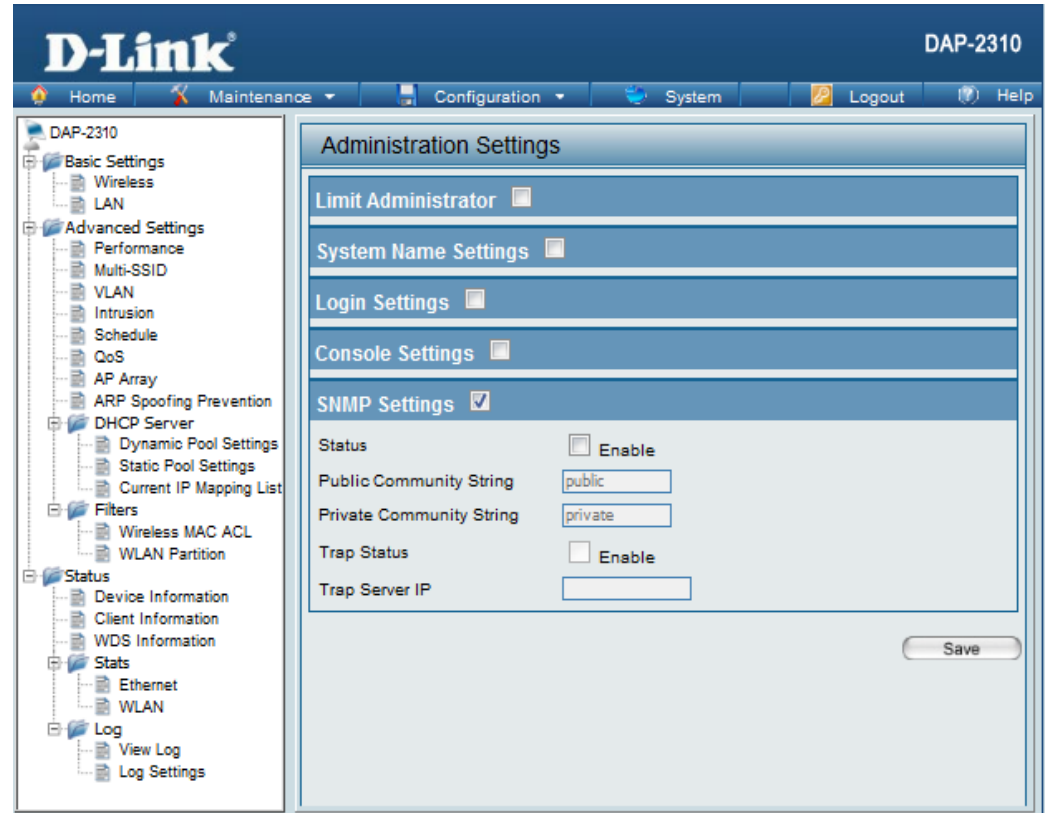 D-Link®
DAP-2310
Home Maintenance Configuration System Logout Help
DAP-2310
Basic Settings
Wireless
LAN
Advanced Settings
Performance
Multi-SSID
VLAN
Intrusion
Schedule
QoS
AP Array
ARP Spoofing Prevention
DHCP Server
Dynamic Pool Settings
Static Pool Settings
Current IP Mapping List
Filters
Wireless MAC ACL
WLAN Partition
Status
Device Information
Client Information
WDS Information
Stats
Ethernet
WLAN
Log
View Log
Log Settings
Administration Settings
Limit Administrator
System Name Settings
Login Settings
Console Settings
SNMP Settings
Status Enable
Public Community String public
Private Community String private
Trap Status Enable
Trap Server IP
Save